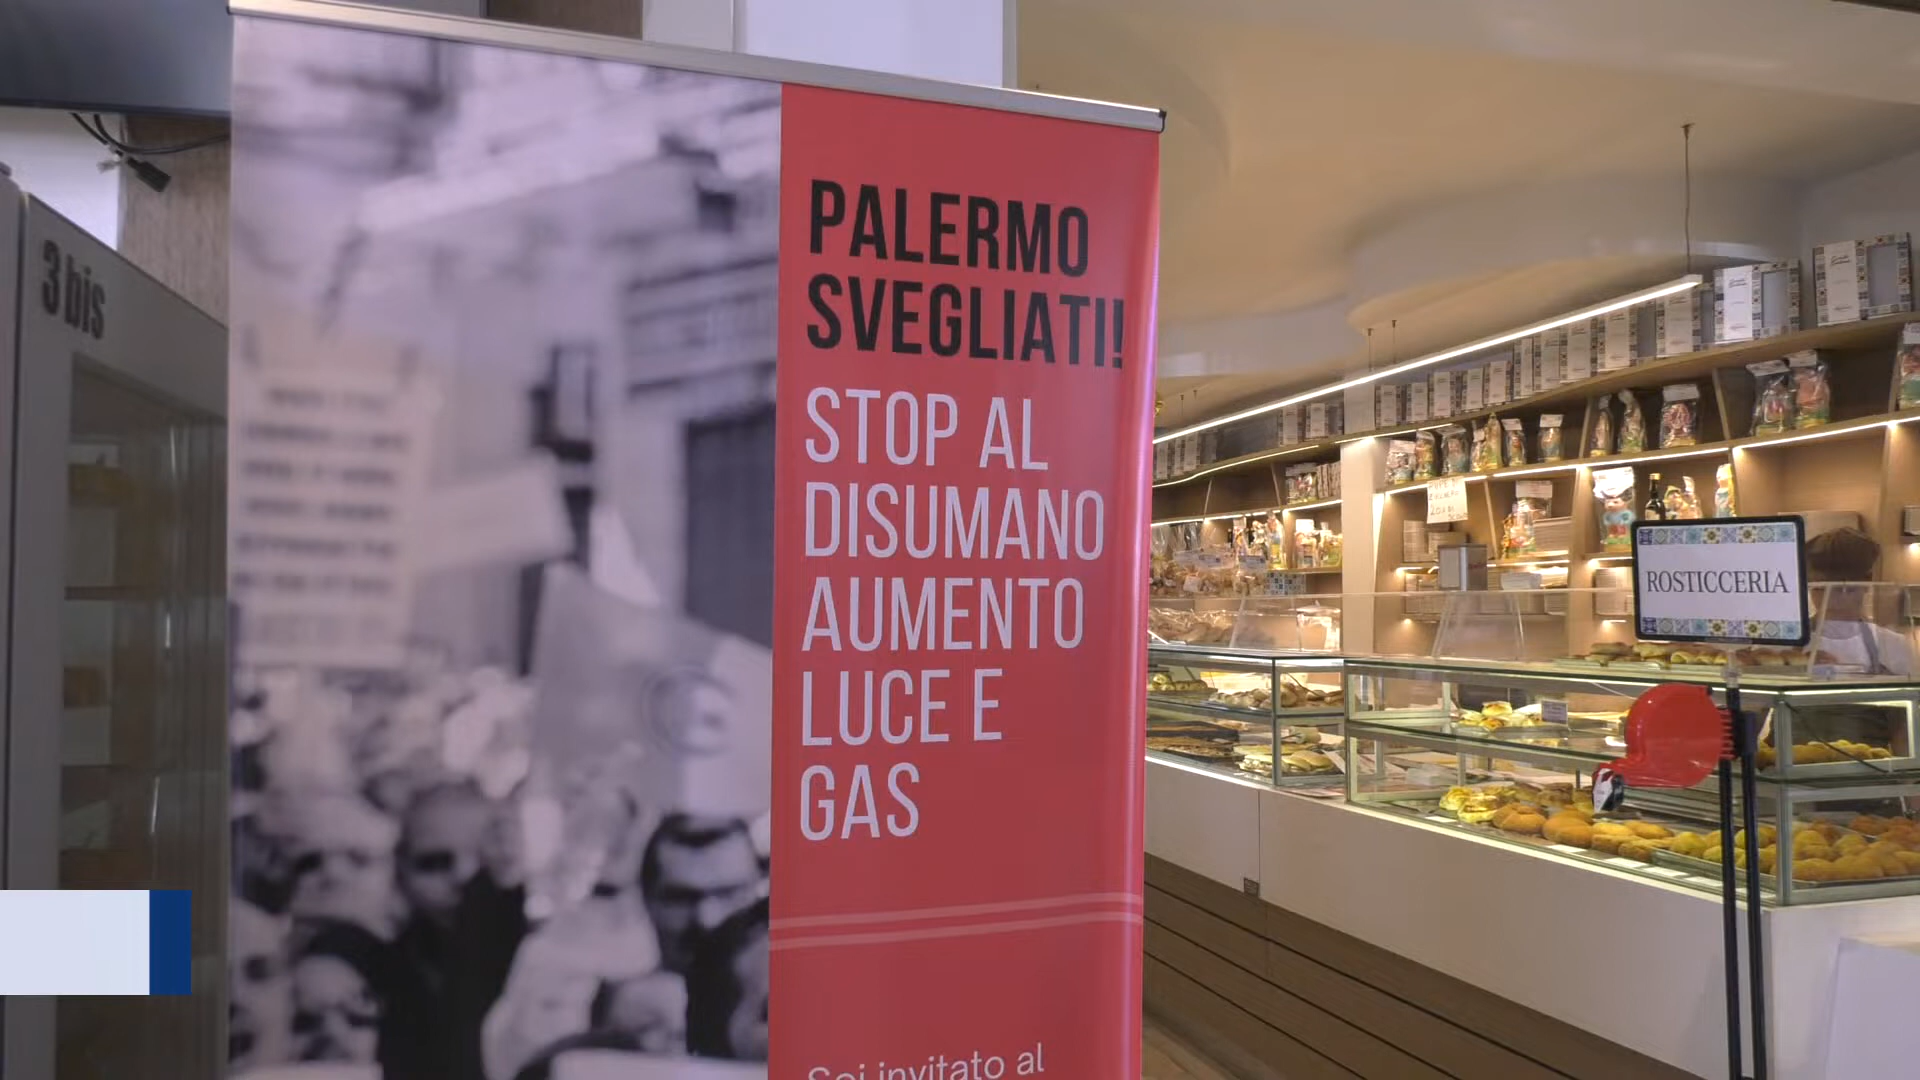 3 bis
PALERMO
SVEGLIATI!
STOP AL
DISUMANO
AUMENTO
LUCE E
GAS
Sei invitato al
ROSTICCERIA